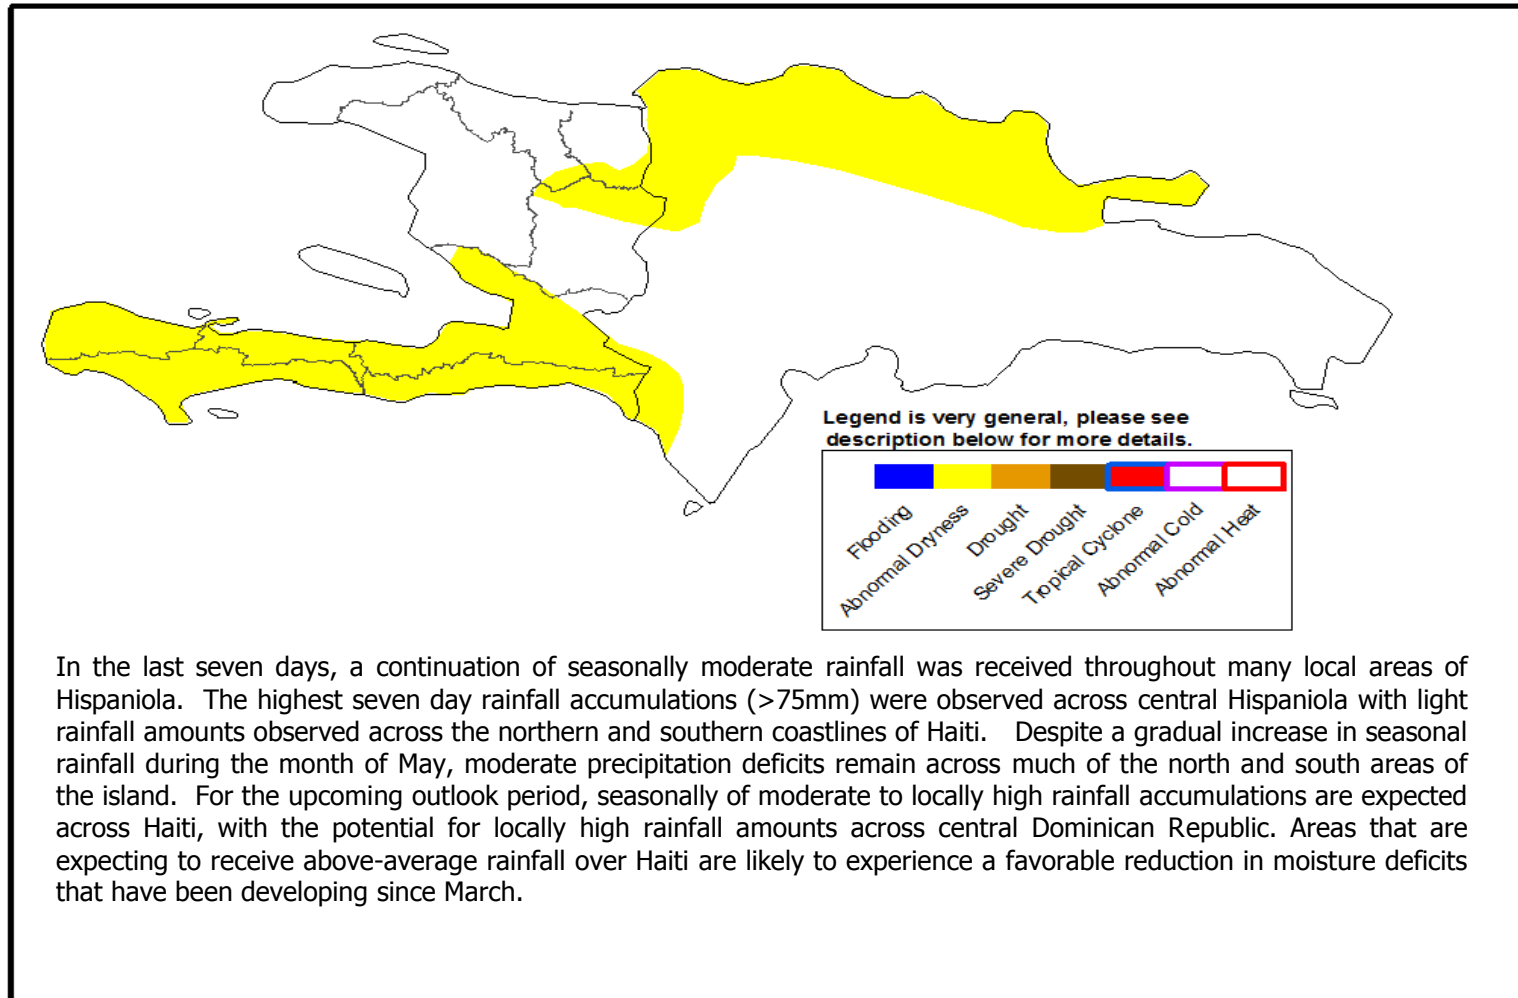 Legend is very general, please see
description below for more details.
Flooding
Abnormal Dryness
Drought
Severe Drought
Tropical Cyclone
Abnormal Cold
Abnormal Heat
In the last seven days, a continuation of seasonally moderate rainfall was received throughout many local areas of
Hispaniola. The highest seven day rainfall accumulations (>75mm) were observed across central Hispaniola with light
rainfall amounts observed across the northern and southern coastlines of Haiti. Despite a gradual increase in seasonal
rainfall during the month of May, moderate precipitation deficits remain across much of the north and south areas of
the island. For the upcoming outlook period, seasonally of moderate to locally high rainfall accumulations are expected
across Haiti, with the potential for locally high rainfall amounts across central Dominican Republic. Areas that are
expecting to receive above-average rainfall over Haiti are likely to experience a favorable reduction in moisture deficits
that have been developing since March.